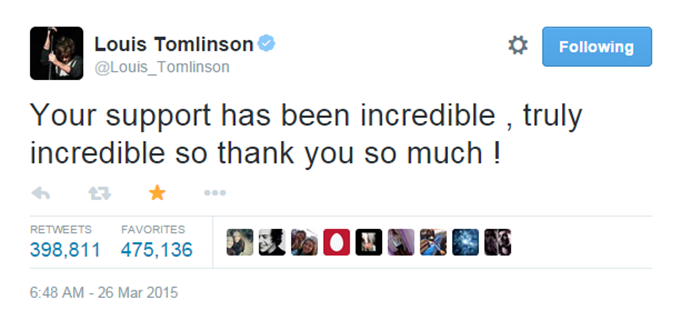 Louis Tomlinson
@Louis_Tomlinson
Following
Your support has been incredible , truly
incredible so thank you so much !
RETWEETS FAVORITES
398,811 475,136
6:48 AM - 26 Mar 2015